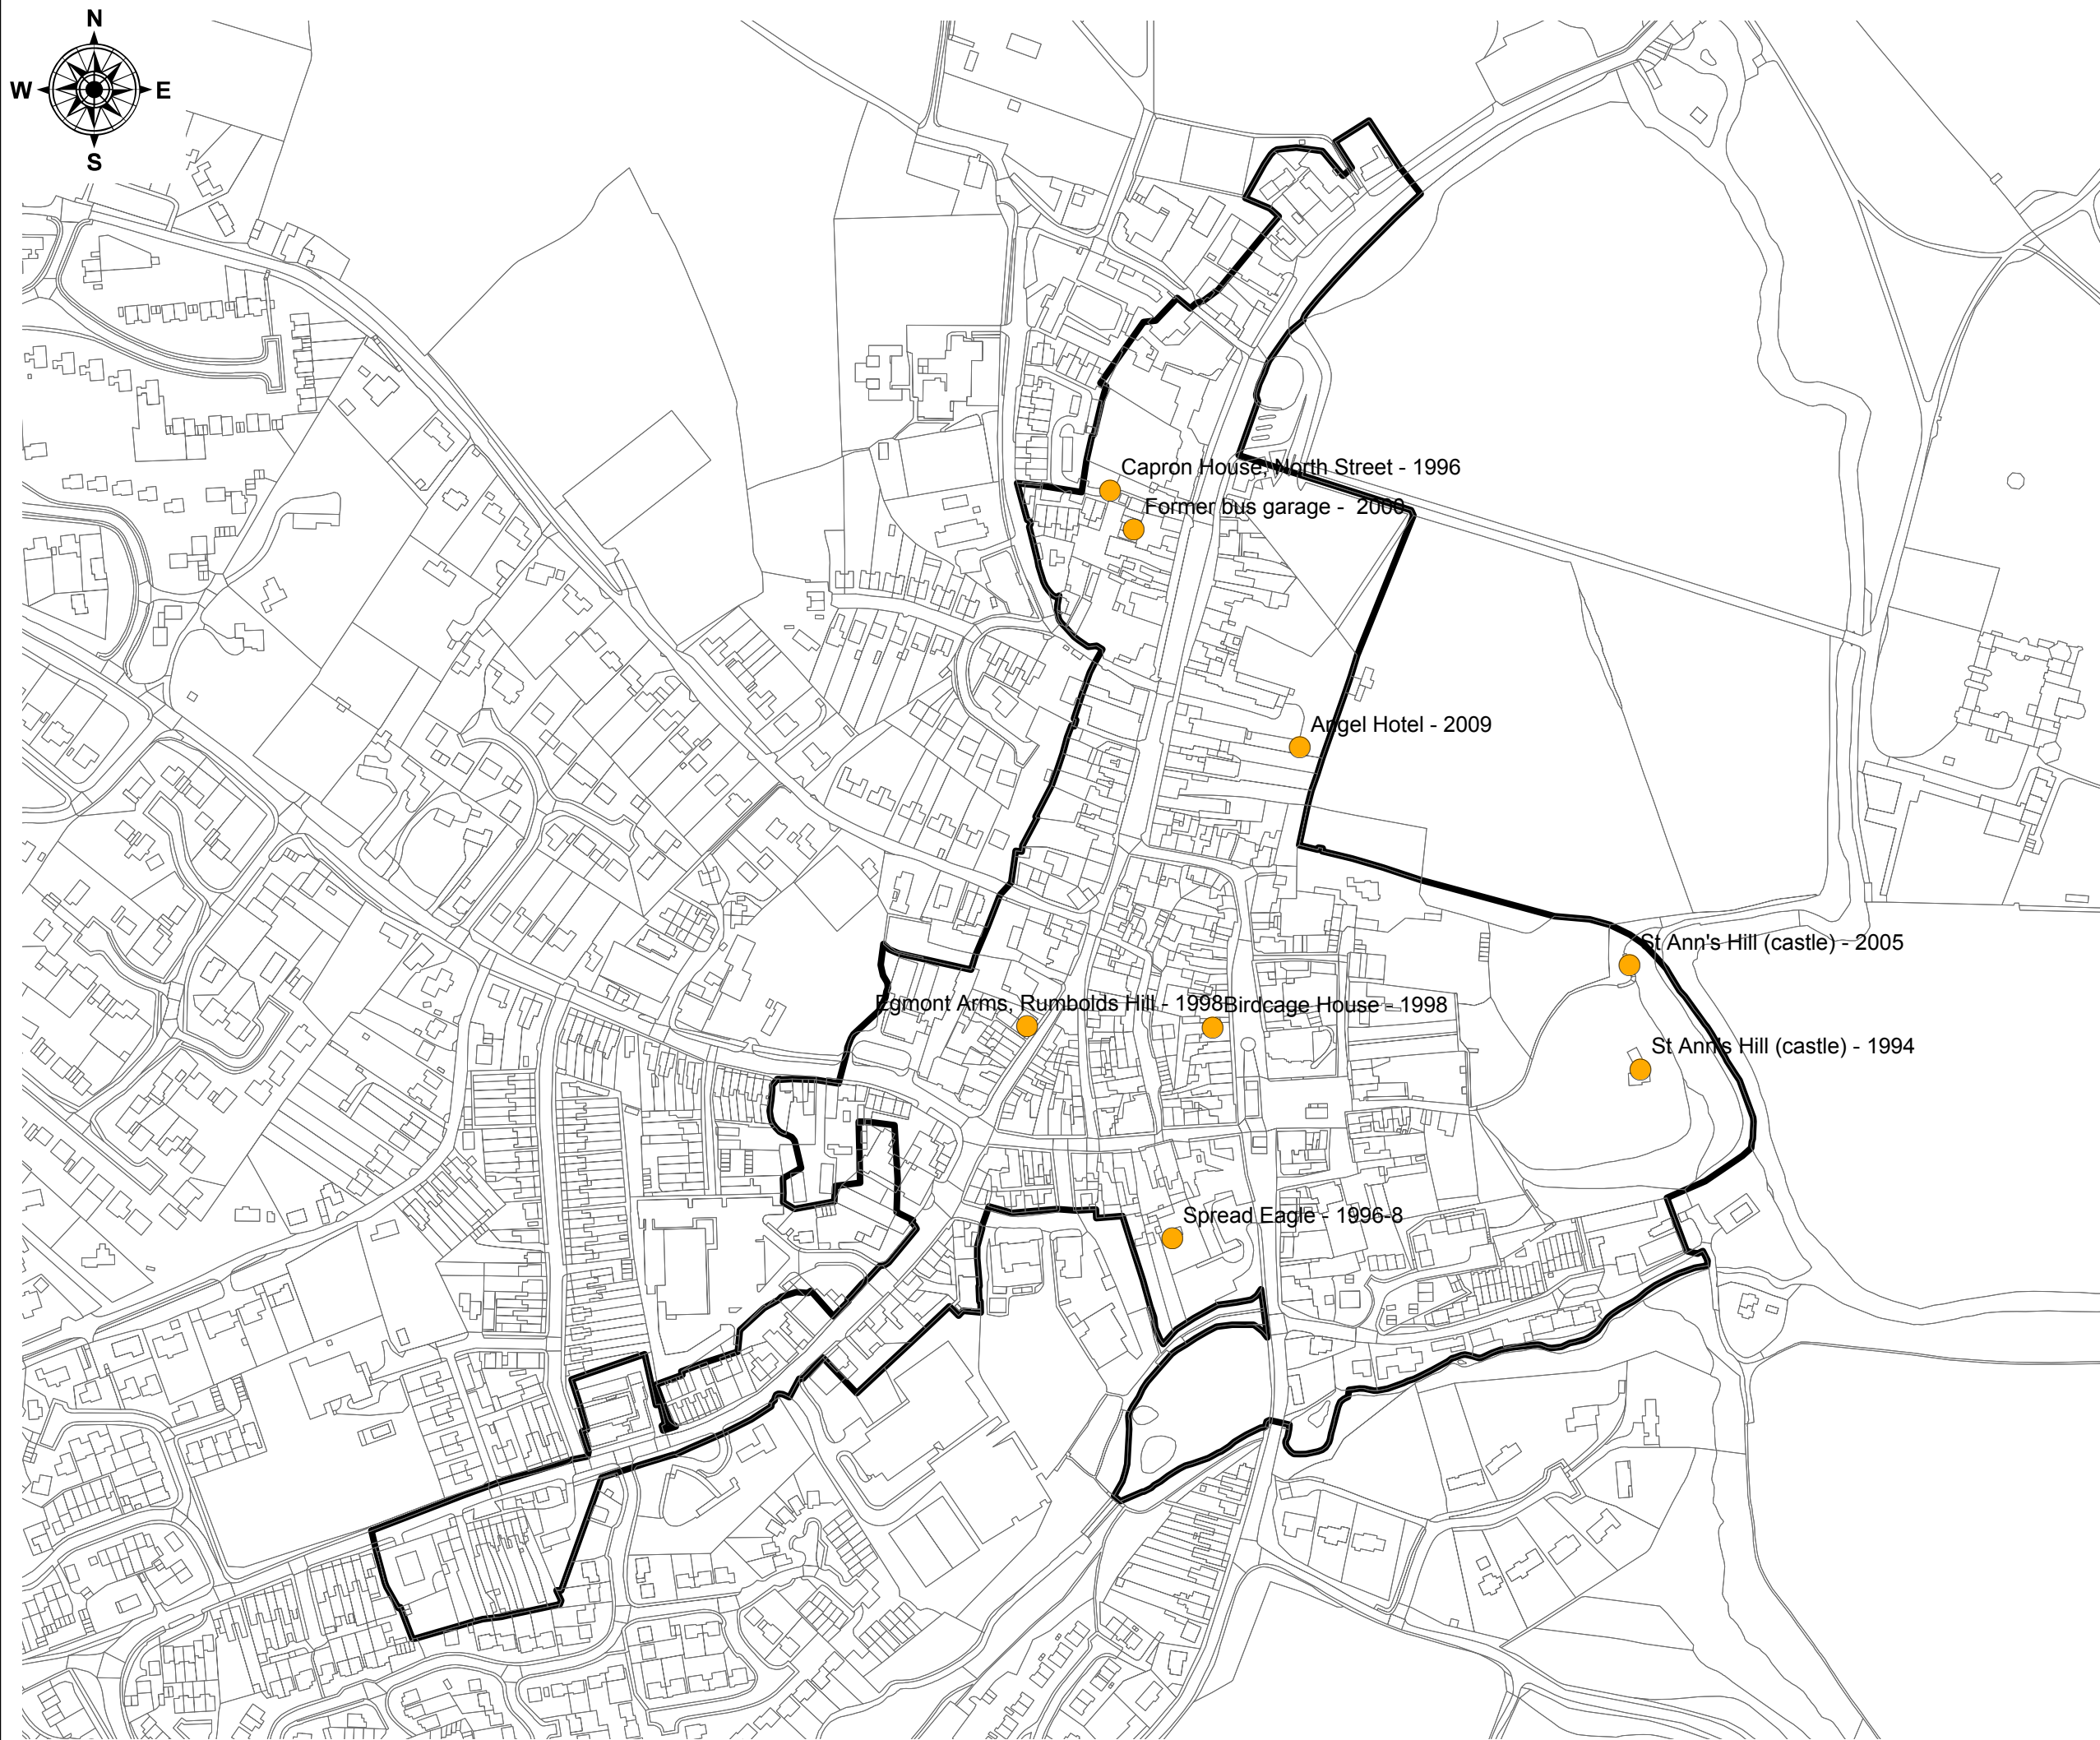 N
W E
S
Capron House, North Street - 1996
Former bus garage - 2000
Angel Hotel - 2009
St Ann's Hill (castle) - 2005
Egmont Arms, Rumbolds Hill - 1998
Birdcage House - 1998
St Ann's Hill (castle) - 1994
Spread Eagle - 1996-8